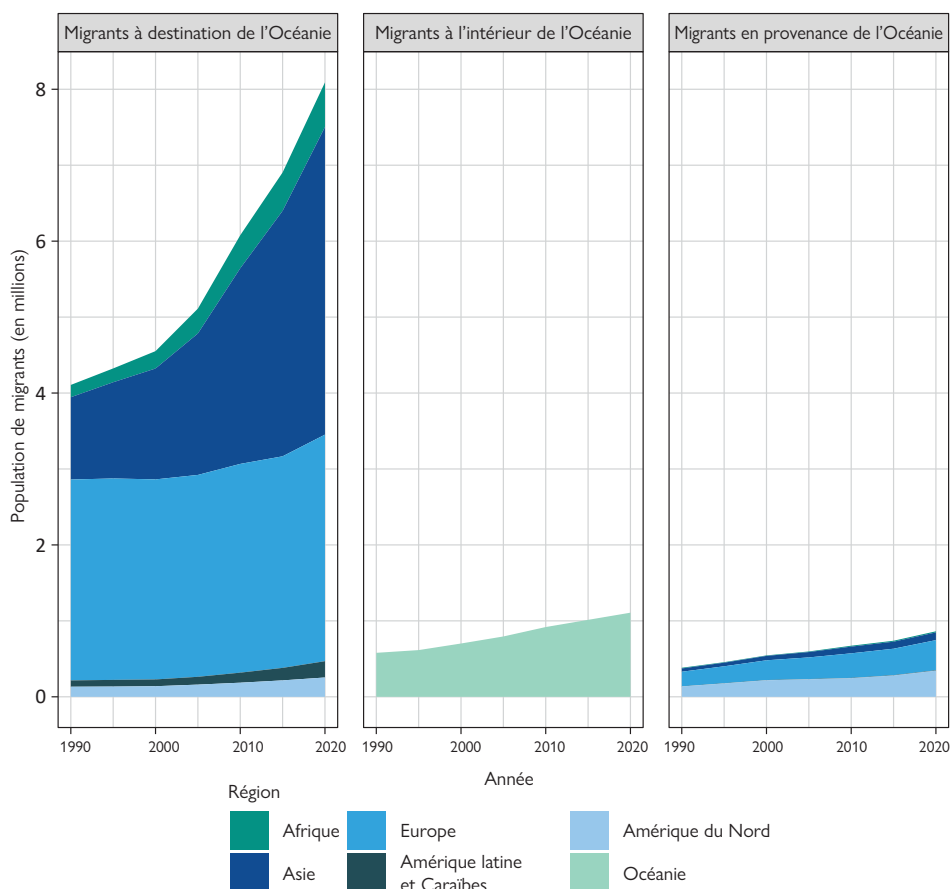 Migrants à destination de l’Océanie
Migrants à l’intérieur de l’Océanie
Migrants en provenance de l’Océanie
Population de migrants (en millions)
8
6
4
2
0
1990 2000 2010 2020
1990 2000 2010 2020
1990 2000 2010 2020
Année
Région
Afrique
Europe
Amérique du Nord
Asie
Amérique latine
et Caraïbes
Océanie